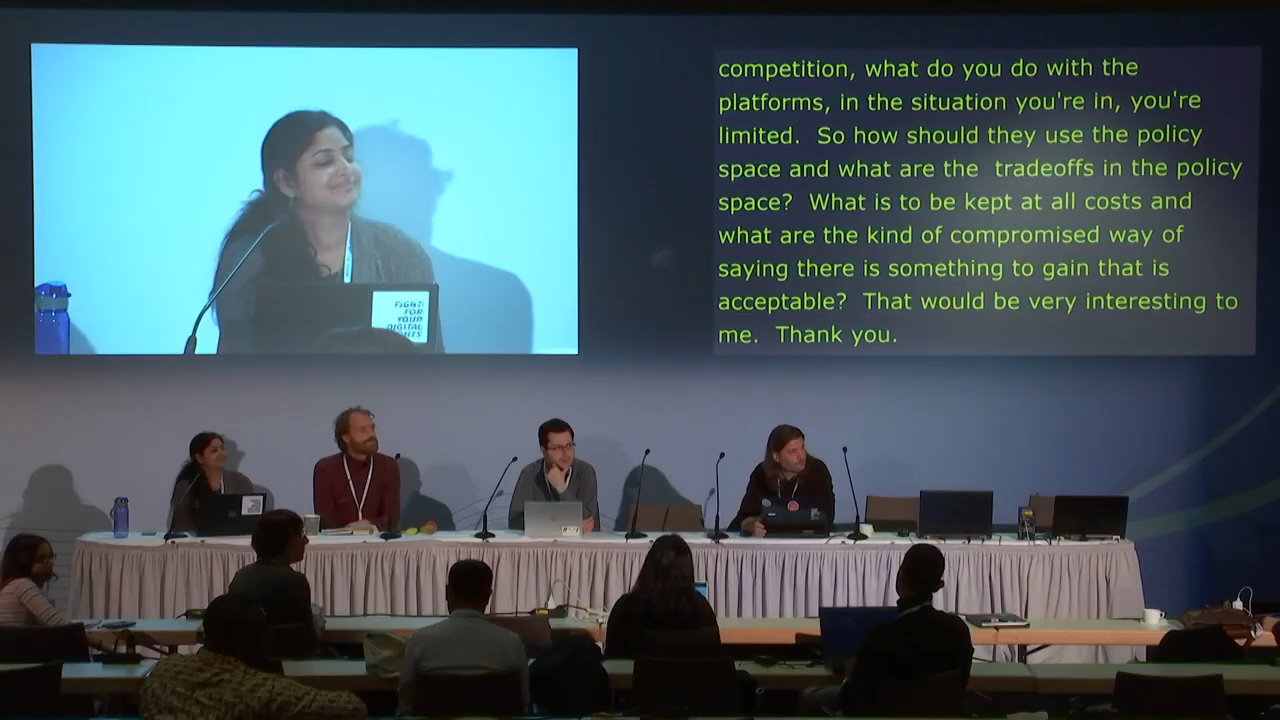 competition, what do you do with the
platforms, in the situation you're in, you're
limited.  So how should they use the policy
space and what are the  tradeoffs in the policy
space?  What is to be kept at all costs and
what are the kind of compromised way of
saying there is something to gain that is
acceptable?  That would be very interesting to
me.  Thank you.
FIGHT
FOR
YOUR
DIGITAL